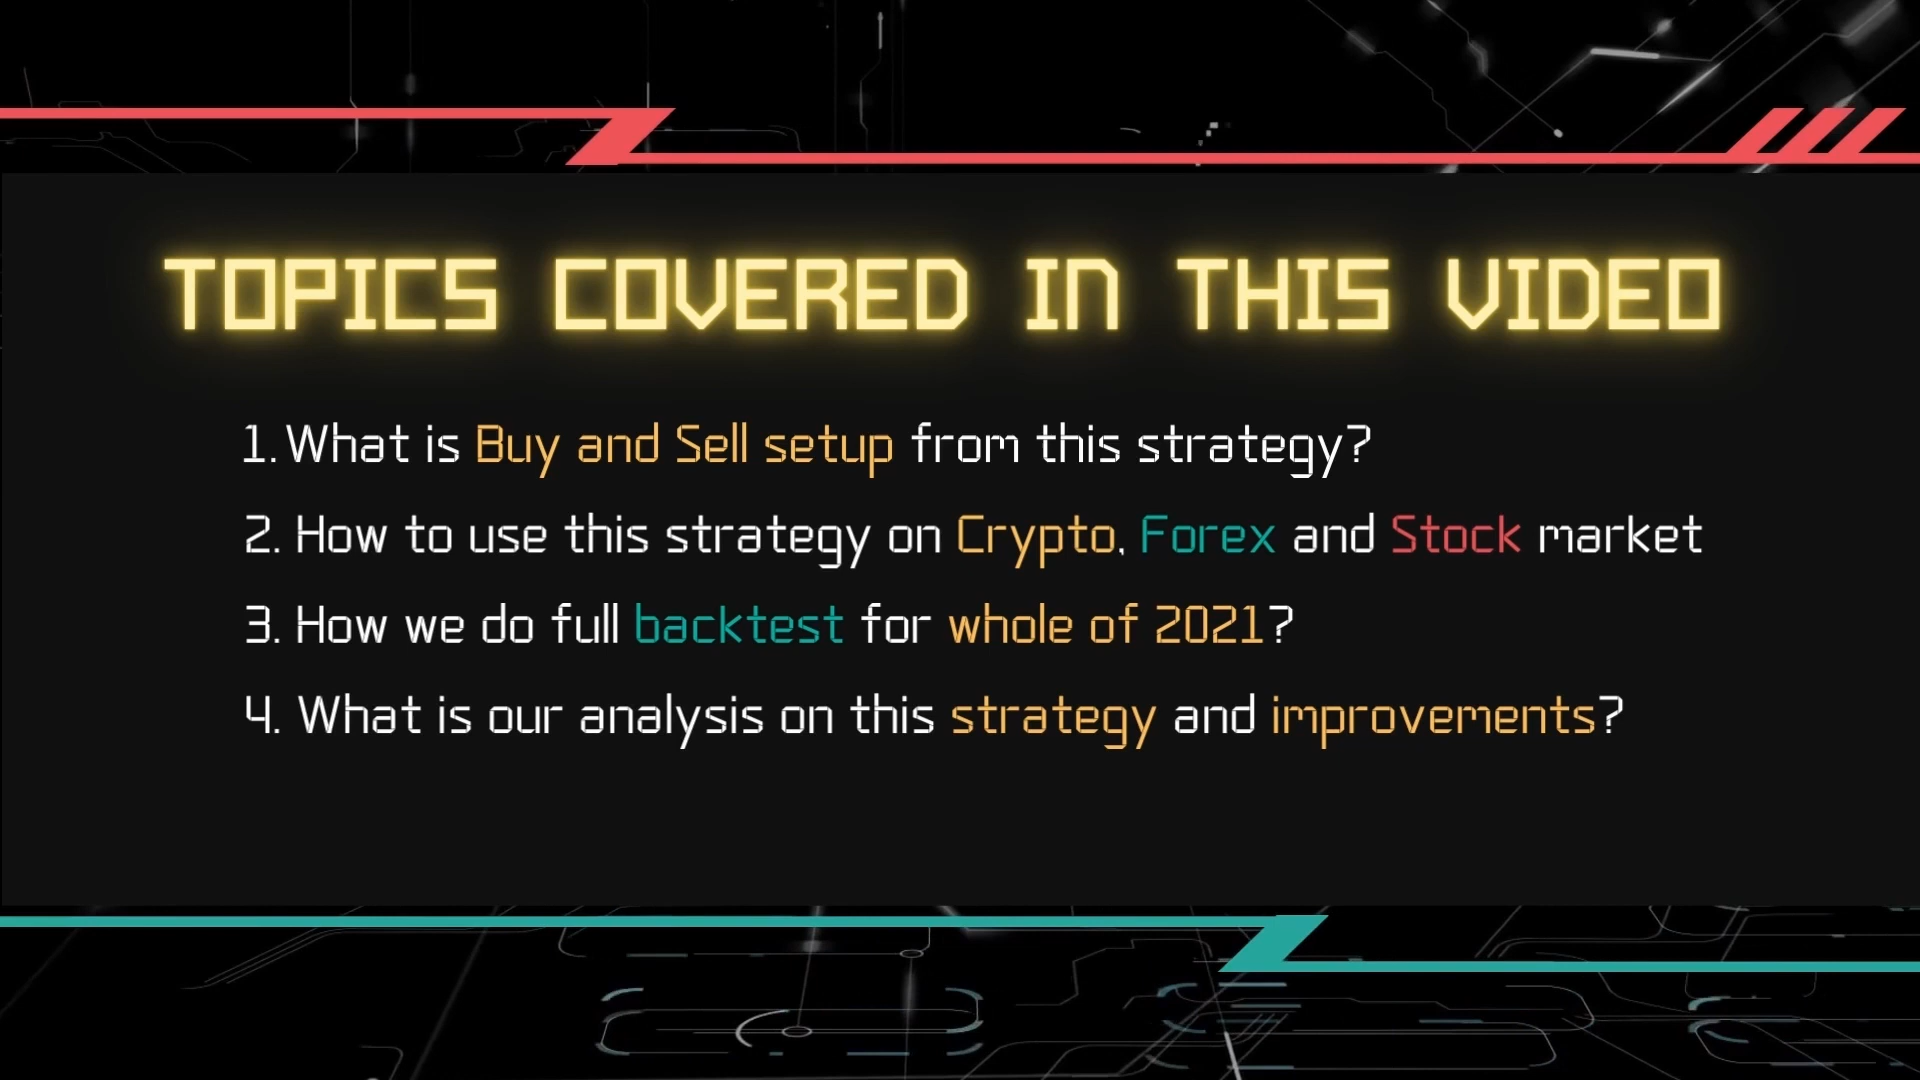 TOPICS COVERED IN THIS VIDEO
1. What is Buy and Sell setup from this strategy?
2. How to use this strategy on Crypto, Forex and Stock market
3. How we do full backtest for whole of 2021?
4. What is our analysis on this strategy and improvements?